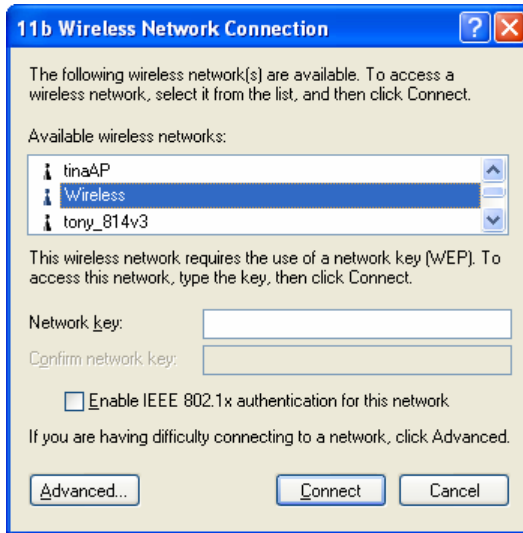 11b Wireless Network Connection
The following wireless network(s) are available. To access a
wireless network, select it from the list, and then click Connect.
Available wireless networks:
tinaAP
Wireless
tony_814v3
This wireless network requires the use of a network key (WEP). To
access this network, type the key, then click Connect.
Network key:
Confirm network key:
Enable IEEE 802.1x authentication for this network
If you are having difficulty connecting to a network, click Advanced.
Advanced... Connect Cancel